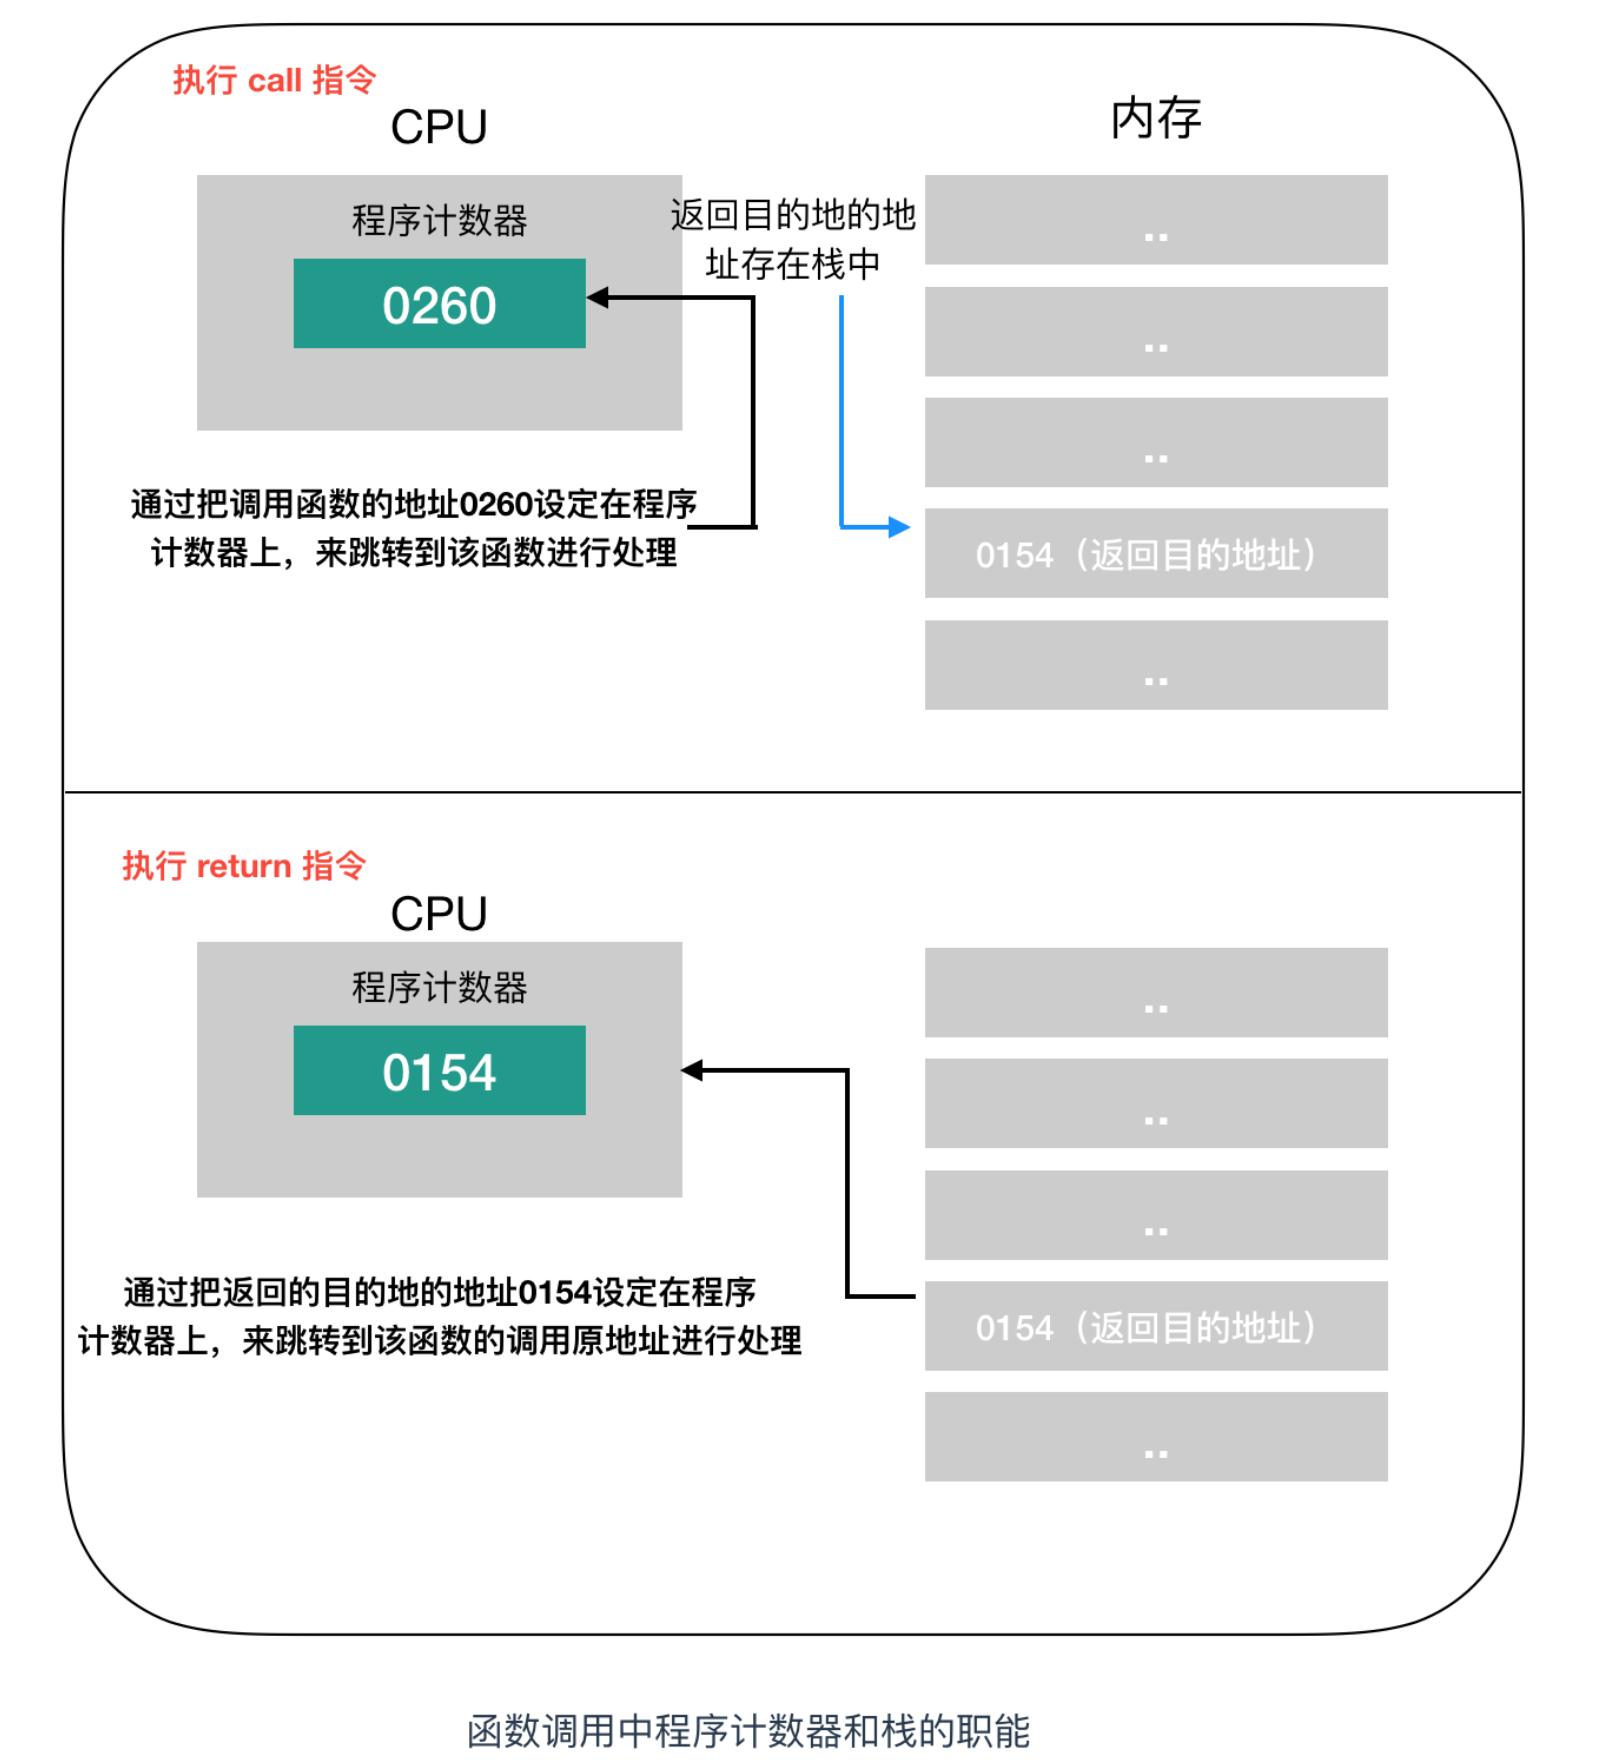 执行 call 指令
CPU
内存
程序计数器
0260
返回目的地的地
址存在栈中
..
..
..
0154（返回目的地址）
..
通过把调用函数的地址0260设定在程序
计数器上，来跳转到该函数进行处理
执行 return 指令
CPU
程序计数器
0154
..
..
..
0154（返回目的地址）
..
通过把返回的目的地的地址0154设定在程序
计数器上，来跳转到该函数的调用原地址进行处理
函数调用中程序计数器和栈的职能